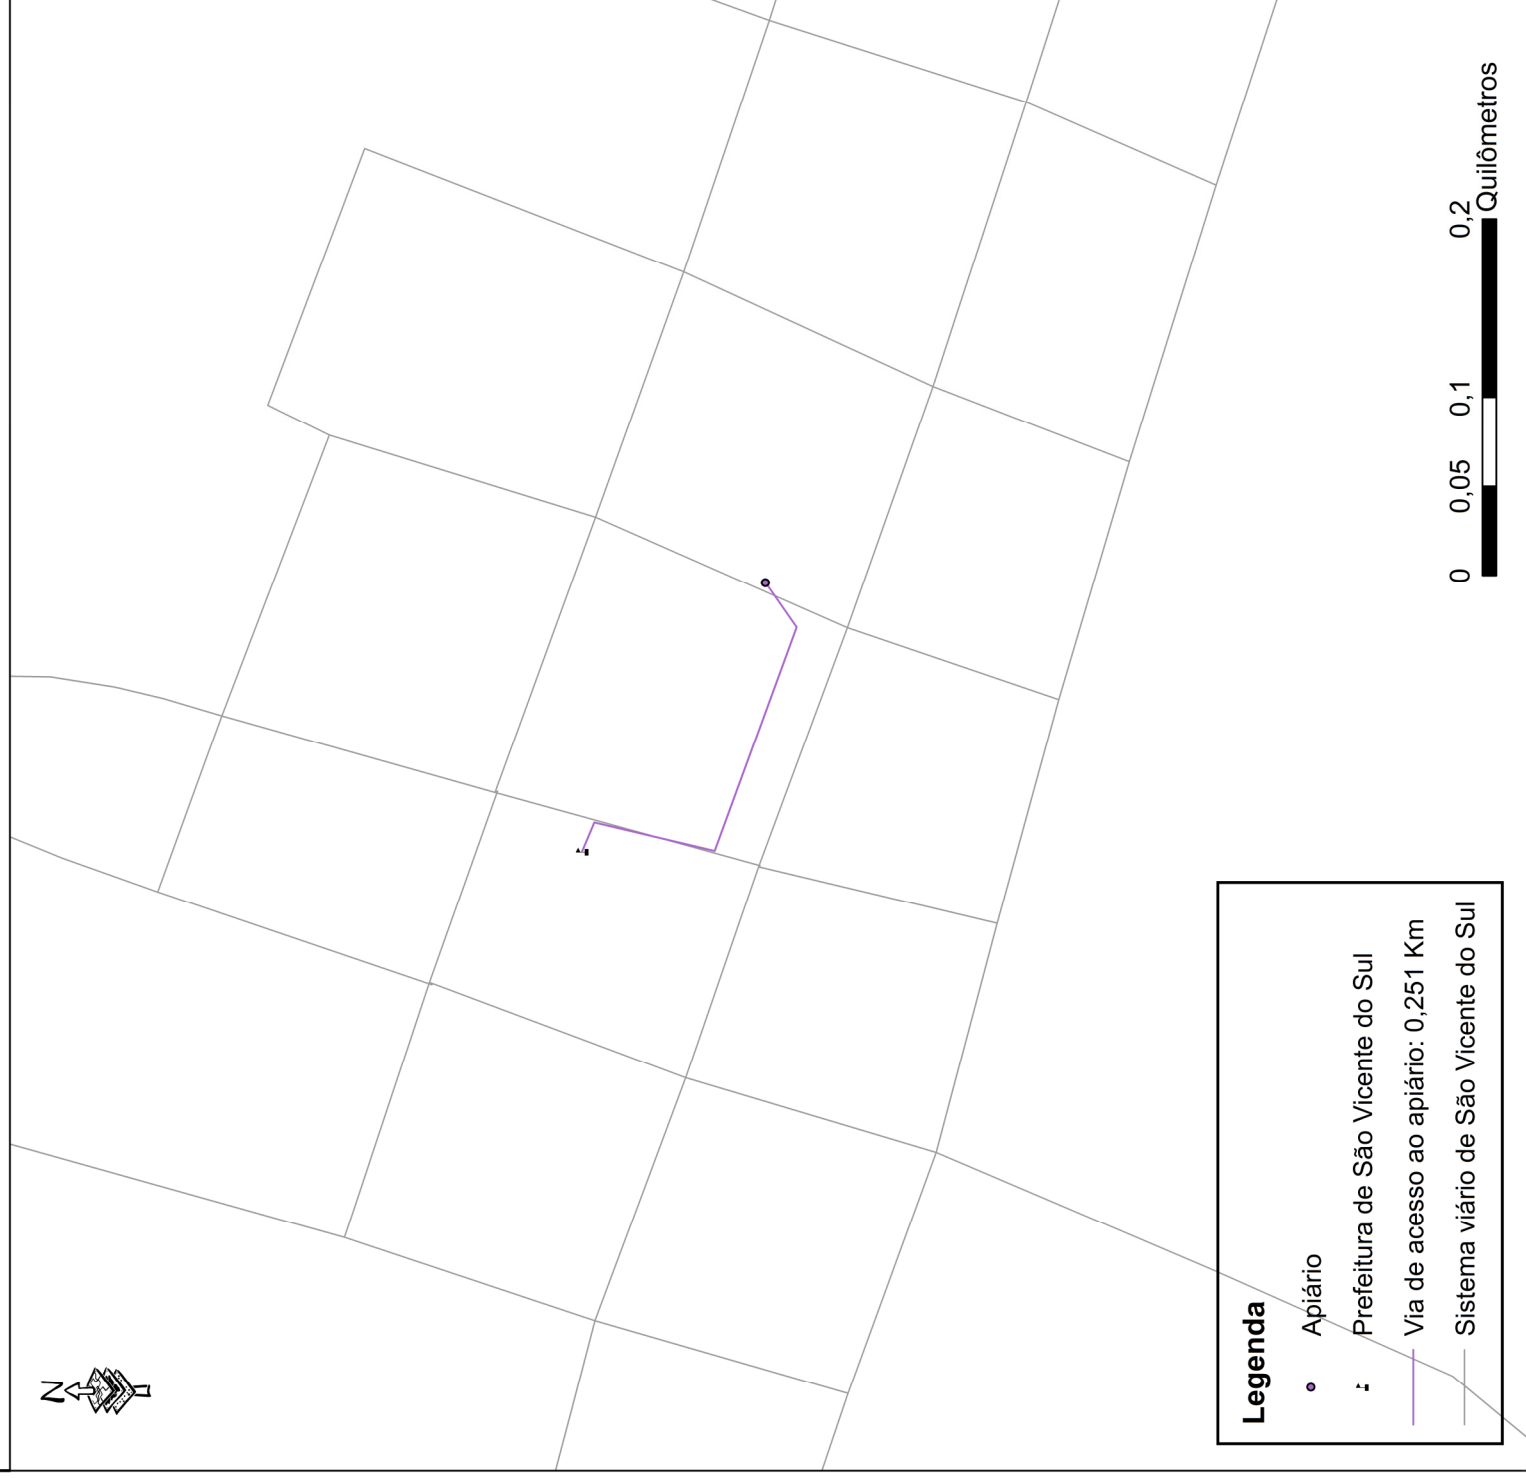 N
Legenda
Apiário
Prefeitura de São Vicente do Sul
Via de acesso ao apiário: 0,251 Km
Sistema viário de São Vicente do Sul
0 0,05 0,1 0,2
Quilômetros